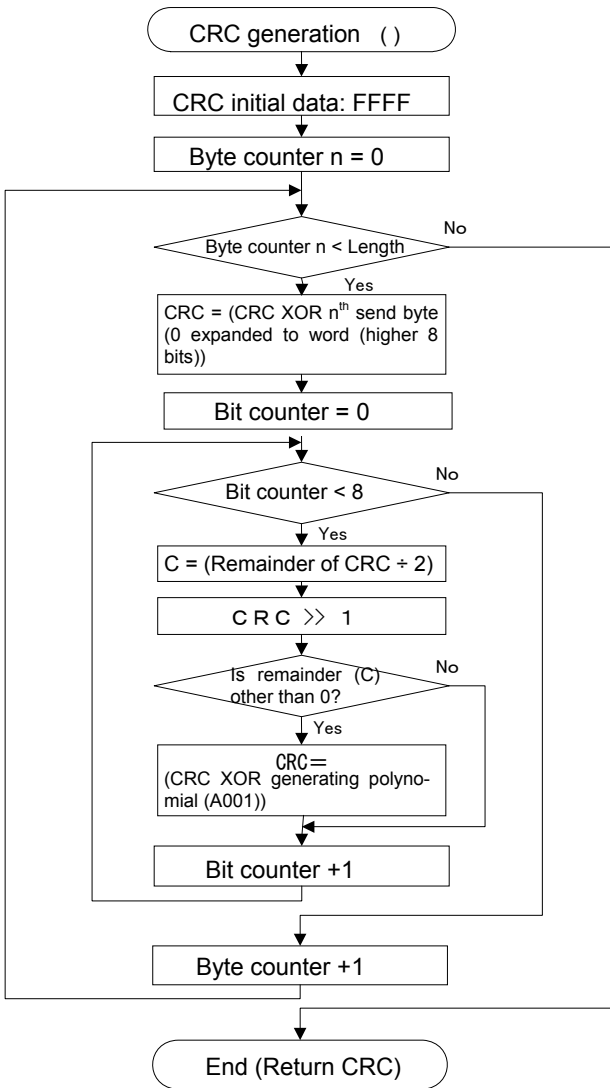 CRC generation ( )
CRC initial data: FFFF
Byte counter n = 0
Byte counter n < Length
No
Yes
CRC = (CRC XOR nth send byte
(0 expanded to word (higher 8
bits))
Bit counter = 0
Bit counter < 8
No
Yes
C = (Remainder of CRC ÷ 2)
CRC >> 1
Is remainder (C)
other than 0?
No
Yes
CRC=
(CRC XOR generating polyno-
mial (A001))
Bit counter +1
Byte counter +1
End (Return CRC)